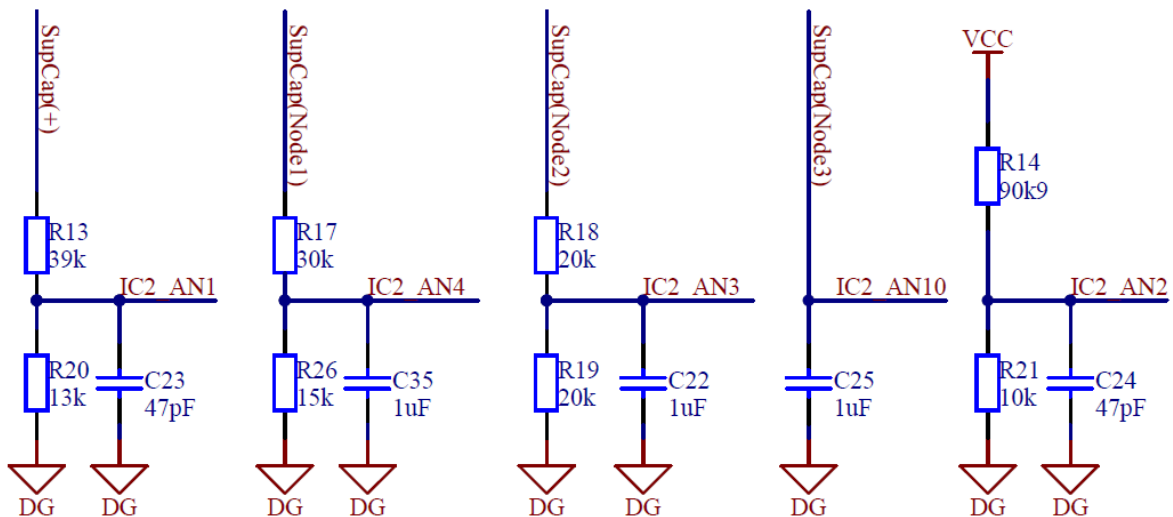 SupCap(+)
R13
39k
IC2_AN1
R20
13k
C23
47pF
DG
DG
SupCap(Node1)
R17
30k
IC2_AN4
R26
15k
C35
1uF
DG
DG
SupCap(Node2)
R18
20k
IC2_AN3
R19
20k
C22
1uF
DG
DG
SupCap(Node3)
IC2_AN10
C25
1uF
DG
VCC
R14
90k9
IC2_AN2
R21
10k
C24
47pF
DG
DG